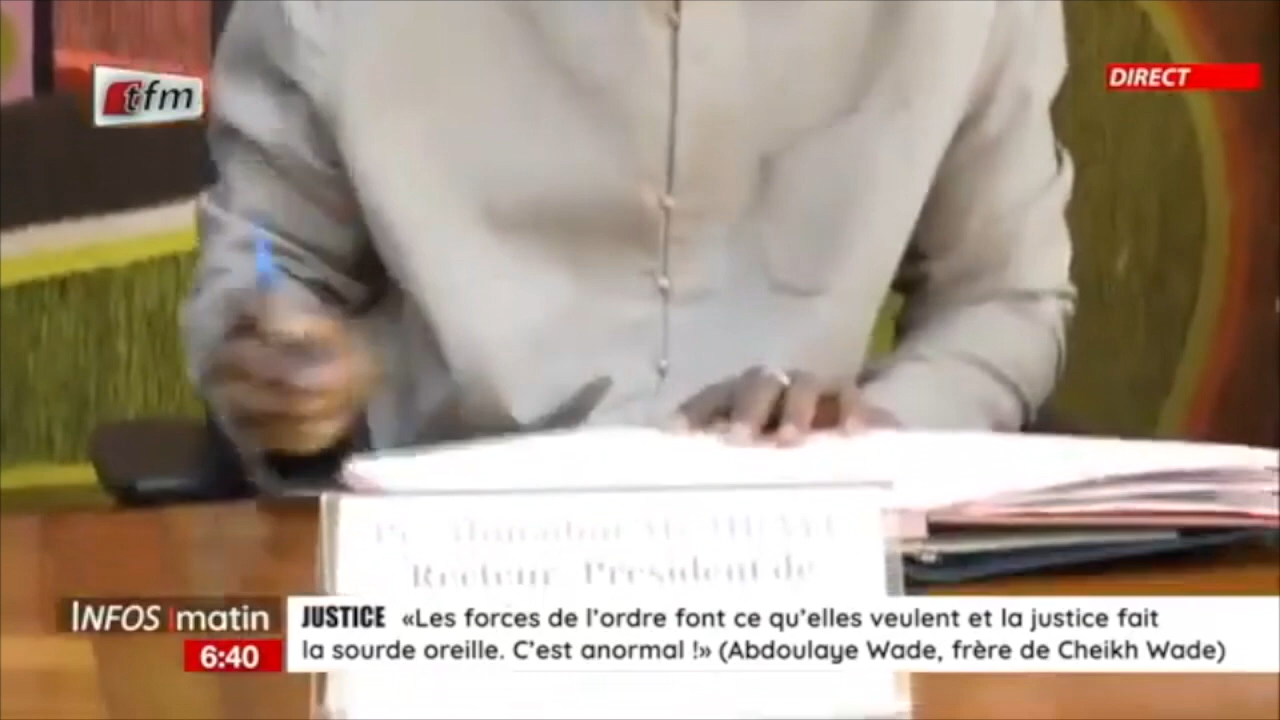 tfm
DIRECT
Recteur, Président de
INFOS matin
6:40
JUSTICE «Les forces de l'ordre font ce qu'elles veulent et la justice fait
la sourde oreille. C'est anormal !» (Abdoulaye Wade, frère de Cheikh Wade)